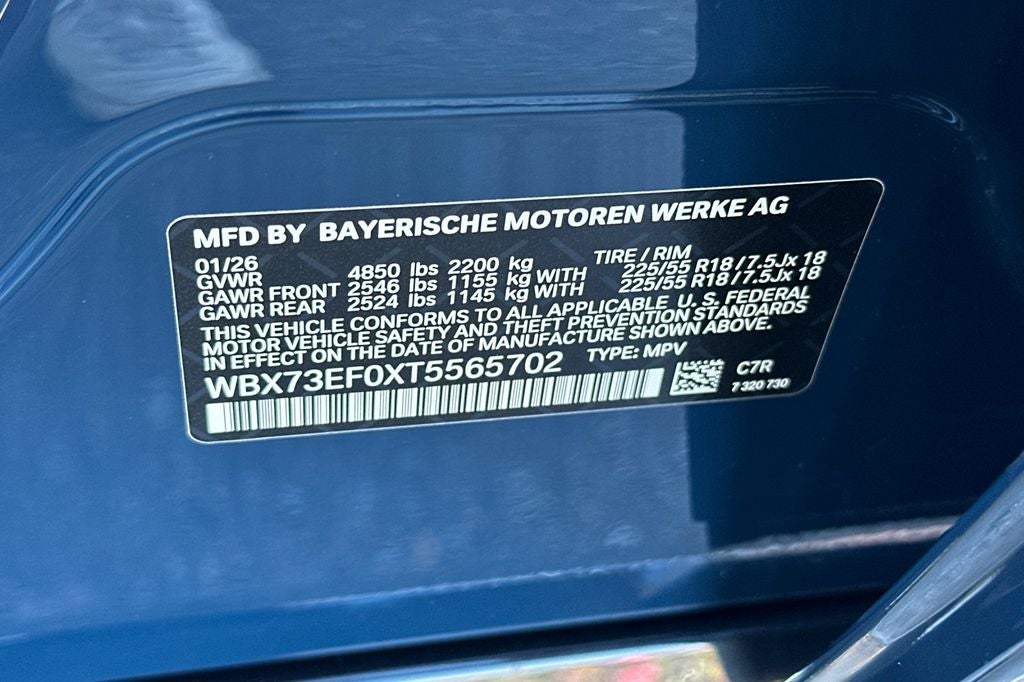 MFD BY BAYERISCHE MOTOREN WERKE AG
01/26 TIRE / RIM
GVWR 4850 lbs 2200 kg
GAWR FRONT 2546 lbs 1155 kg WITH 225/55 R18 / 7.5Jx 18
GAWR REAR 2524 lbs 1145 kg WITH 225/55 R18 / 7.5Jx 18
THIS VEHICLE CONFORMS TO ALL APPLICABLE U. S. FEDERAL
MOTOR VEHICLE SAFETY AND THEFT PREVENTION STANDARDS
IN EFFECT ON THE DATE OF MANUFACTURE SHOWN ABOVE.
WBX73EF0XT5565702 TYPE: MPV
C7R
7 320 730